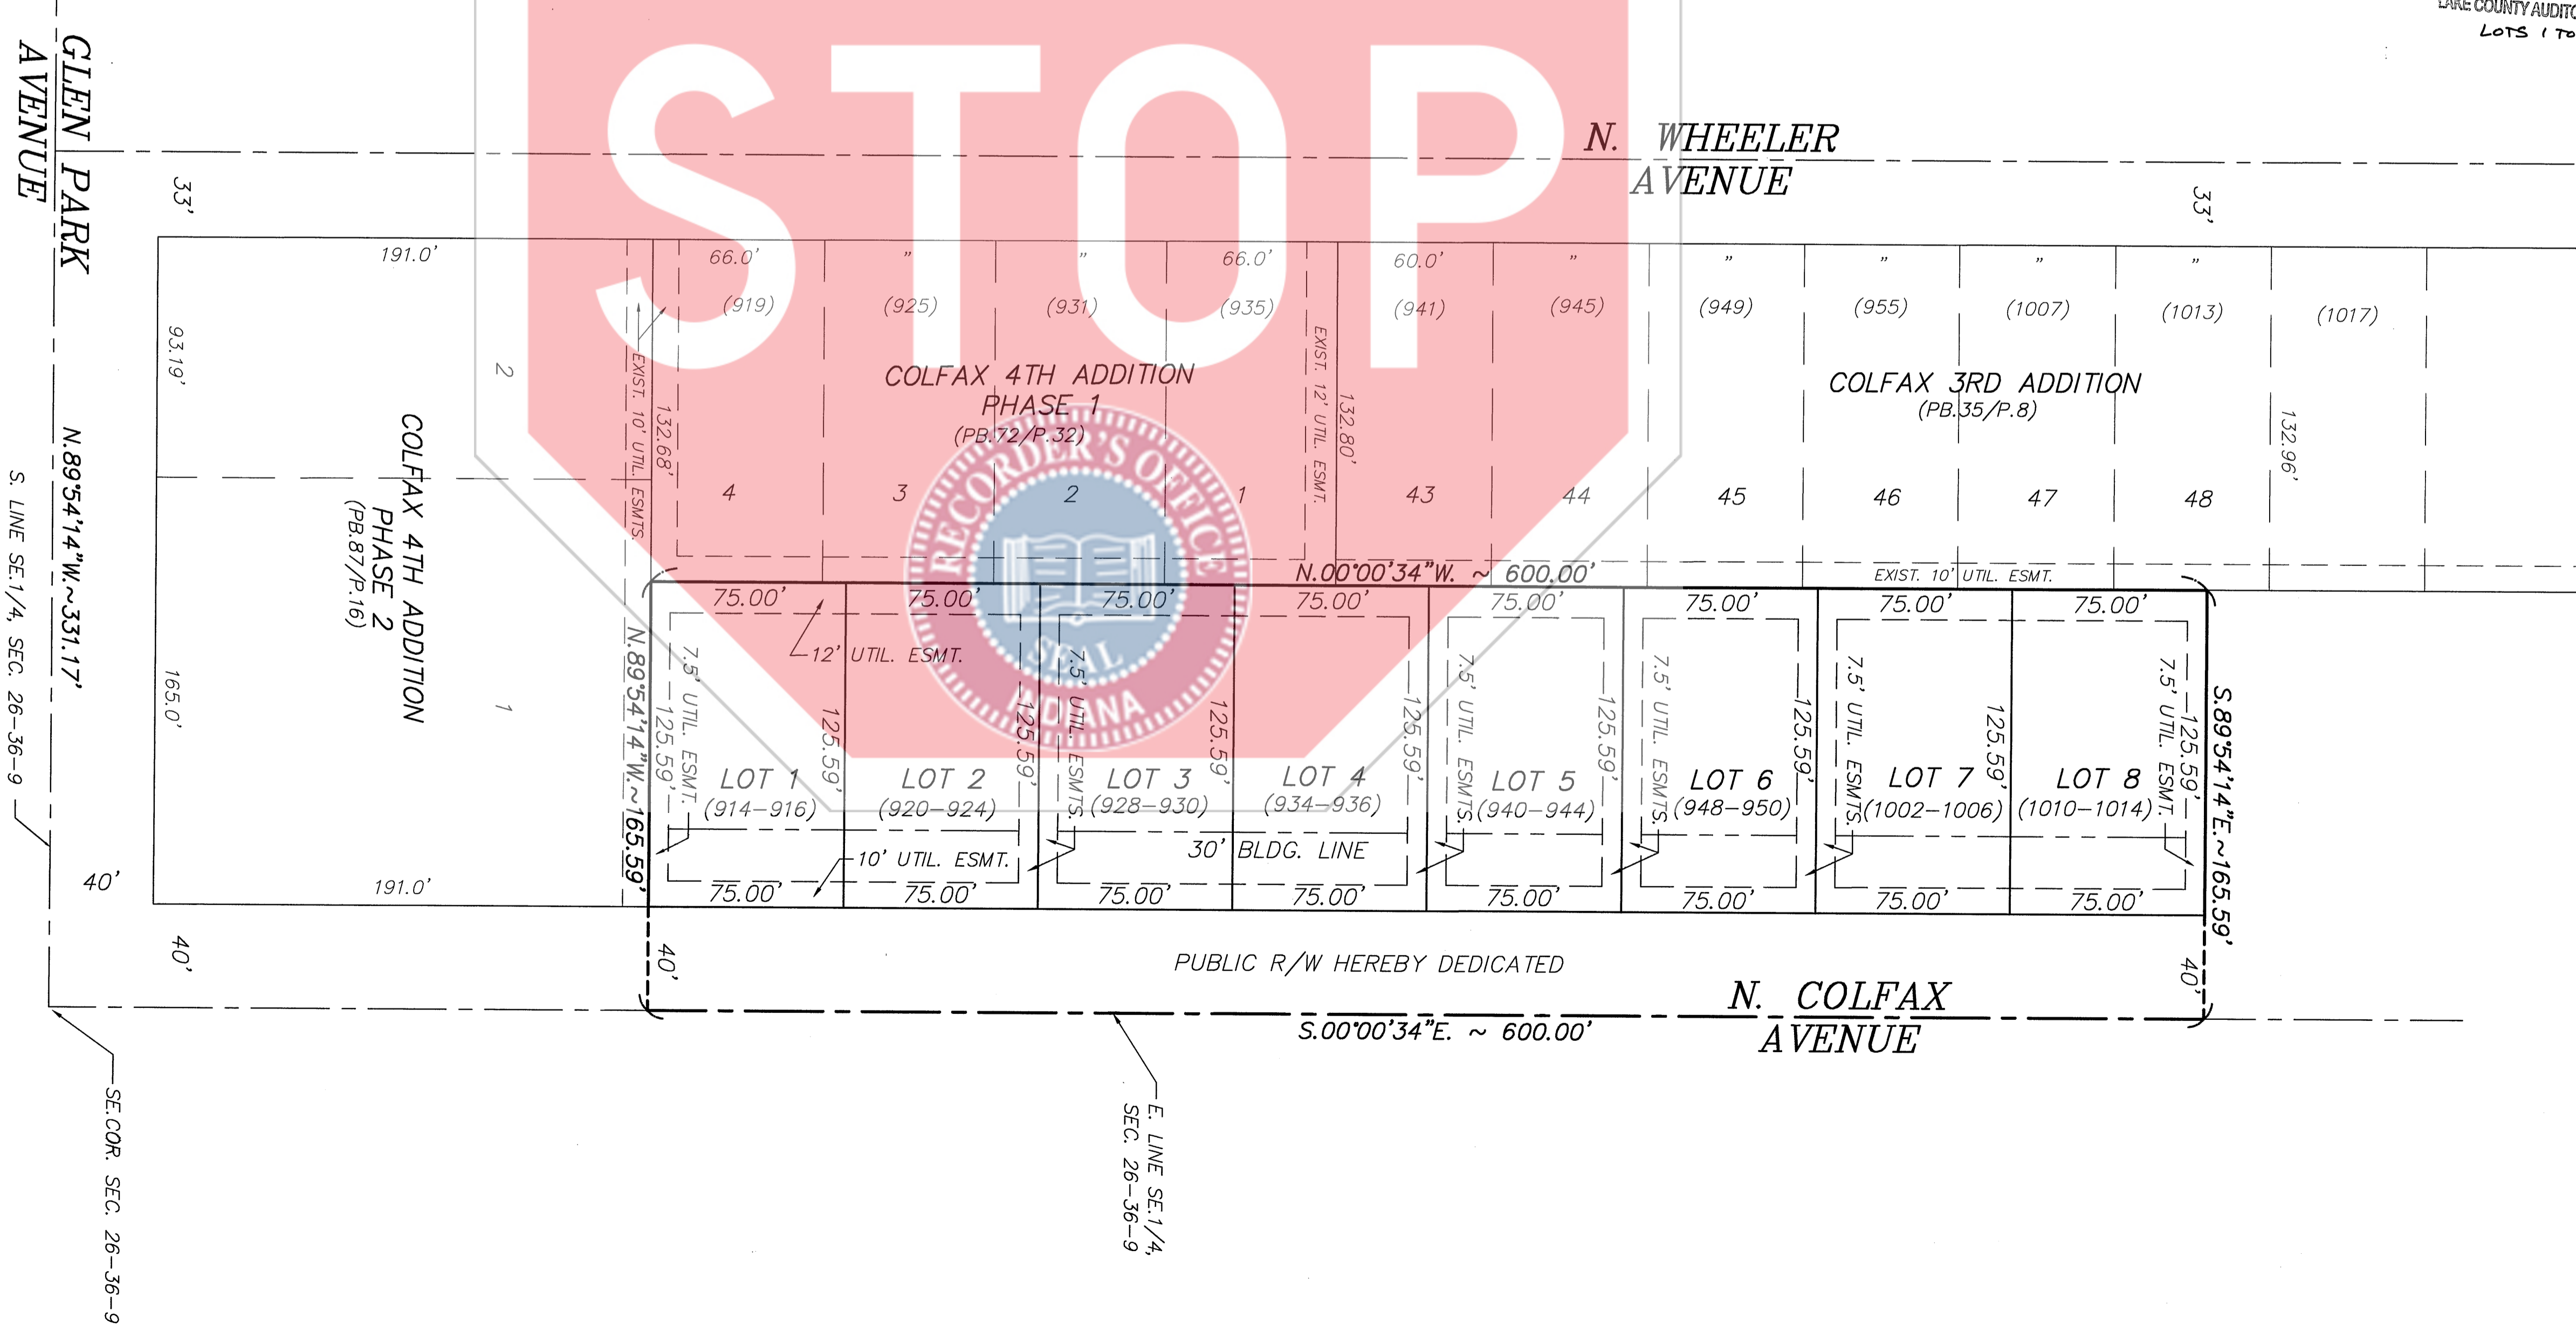 LAKE COUNTY AUDITO
LOTS 1 TO
STOP
GLEN PARK
AVENUE
N. WHEELER
AVENUE
33'
33'
191.0'
66.0'
"
"
66.0'
60.0'
"
"
"
"
"
(919)
(925)
(931)
(935)
(941)
(945)
(949)
(955)
(1007)
(1013)
(1017)
93.19'
2
EXIST. 10' UTIL. ESMTS.
132.68'
COLFAX 4TH ADDITION
PHASE 1
(PB.72/P.32)
EXIST. 12' UTIL. ESMT.
132.80'
COLFAX 3RD ADDITION
(PB.35/P.8)
132.96'
4
3
2
1
43
44
45
46
47
48
COLFAX 4TH ADDITION
PHASE 2
(PB.87/P.16)
N.89°54'14"W.~331.17'
S. LINE SE.1/4, SEC. 26-36-9
RECORDER'S OFFICE
SEAL
INDIANA
N.00°00'34"W. ~ 600.00'
EXIST. 10' UTIL. ESMT.
75.00'
75.00'
75.00'
75.00'
75.00'
75.00'
75.00'
75.00'
12' UTIL. ESMT.
165.0'
1
N.89°54'14"W.~165.59'
125.59'
7.5' UTIL. ESMT.
125.59'
125.59'
7.5' UTIL. ESMTS.
125.59'
125.59'
7.5' UTIL. ESMTS.
125.59'
7.5' UTIL. ESMTS.
125.59'
7.5' UTIL. ESMTS.
125.59'
7.5' UTIL. ESMT.
125.59'
S.89°54'14"E.~165.59'
LOT 1
(914-916)
LOT 2
(920-924)
LOT 3
(928-930)
LOT 4
(934-936)
LOT 5
(940-944)
LOT 6
(948-950)
LOT 7
(1002-1006)
LOT 8
(1010-1014)
10' UTIL. ESMT.
30' BLDG. LINE
40'
191.0'
75.00'
75.00'
75.00'
75.00'
75.00'
75.00'
75.00'
75.00'
40'
40'
PUBLIC R/W HEREBY DEDICATED
40'
N. COLFAX
AVENUE
S.00°00'34"E. ~ 600.00'
SE.COR. SEC. 26-36-9
E. LINE SE.1/4,
SEC. 26-36-9